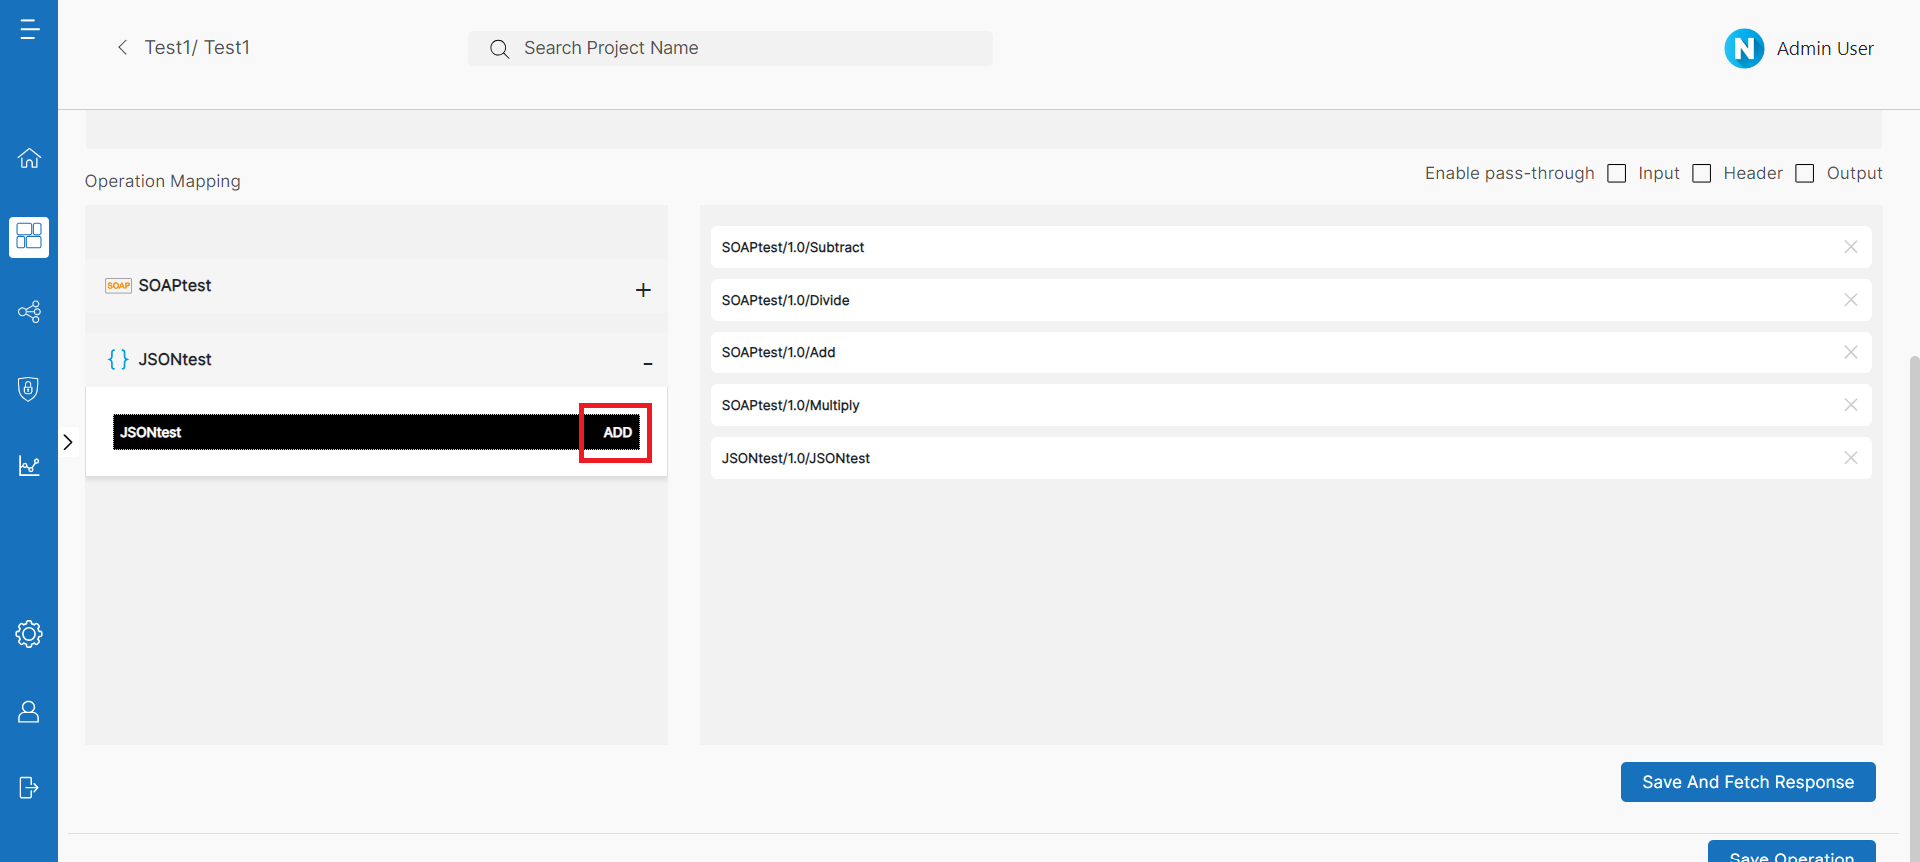 Test1/ Test1
Search Project Name
N Admin User
Operation Mapping
Enable pass-through Input Header Output
SOAP SOAPtest
JSONtest
JSONtest ADD
SOAPtest/1.0/Subtract
SOAPtest/1.0/Divide
SOAPtest/1.0/Add
SOAPtest/1.0/Multiply
JSONtest/1.0/JSONtest
Save And Fetch Response
Save Operation